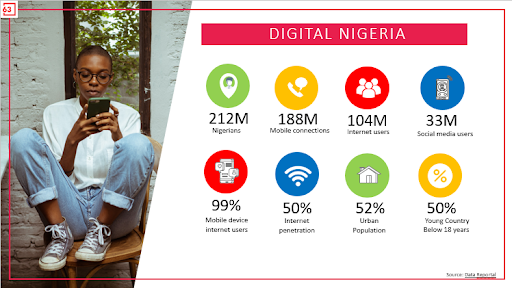 63
DIGITAL NIGERIA
212M
Nigerians
188M
Mobile connections
104M
Internet users
33M
Social media users
99%
Mobile device
internet users
50%
Internet
penetration
52%
Urban
Population
50%
Young Country
Below 18 years
Source: Data Reportal